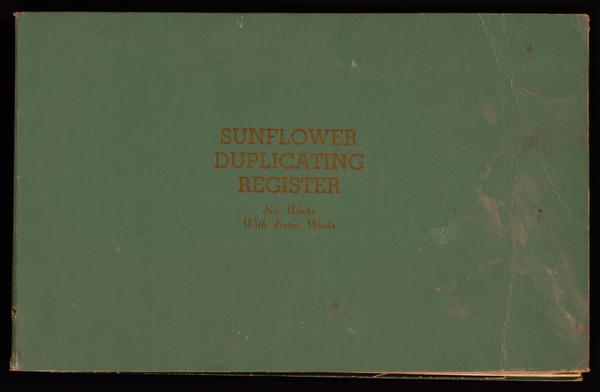 SUNFLOWER
DUPLICATING
REGISTER
Six Weeks
With Extra Weeks